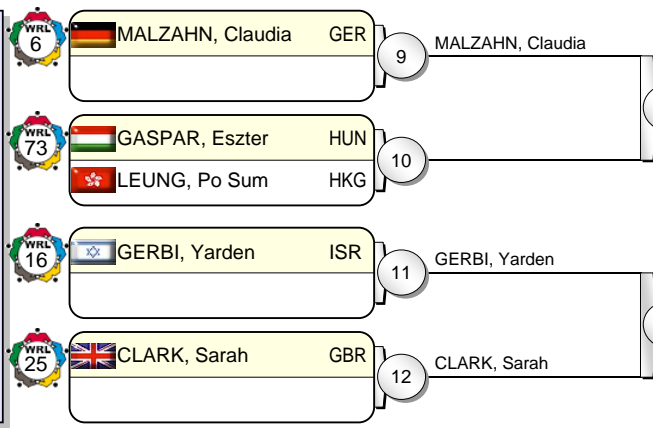 WRL
6
MALZAHN, Claudia GER
9
MALZAHN, Claudia
WRL
73
GASPAR, Eszter HUN
LEUNG, Po Sum HKG
10
WRL
16
GERBI, Yarden ISR
11
GERBI, Yarden
WRL
25
CLARK, Sarah GBR
12
CLARK, Sarah